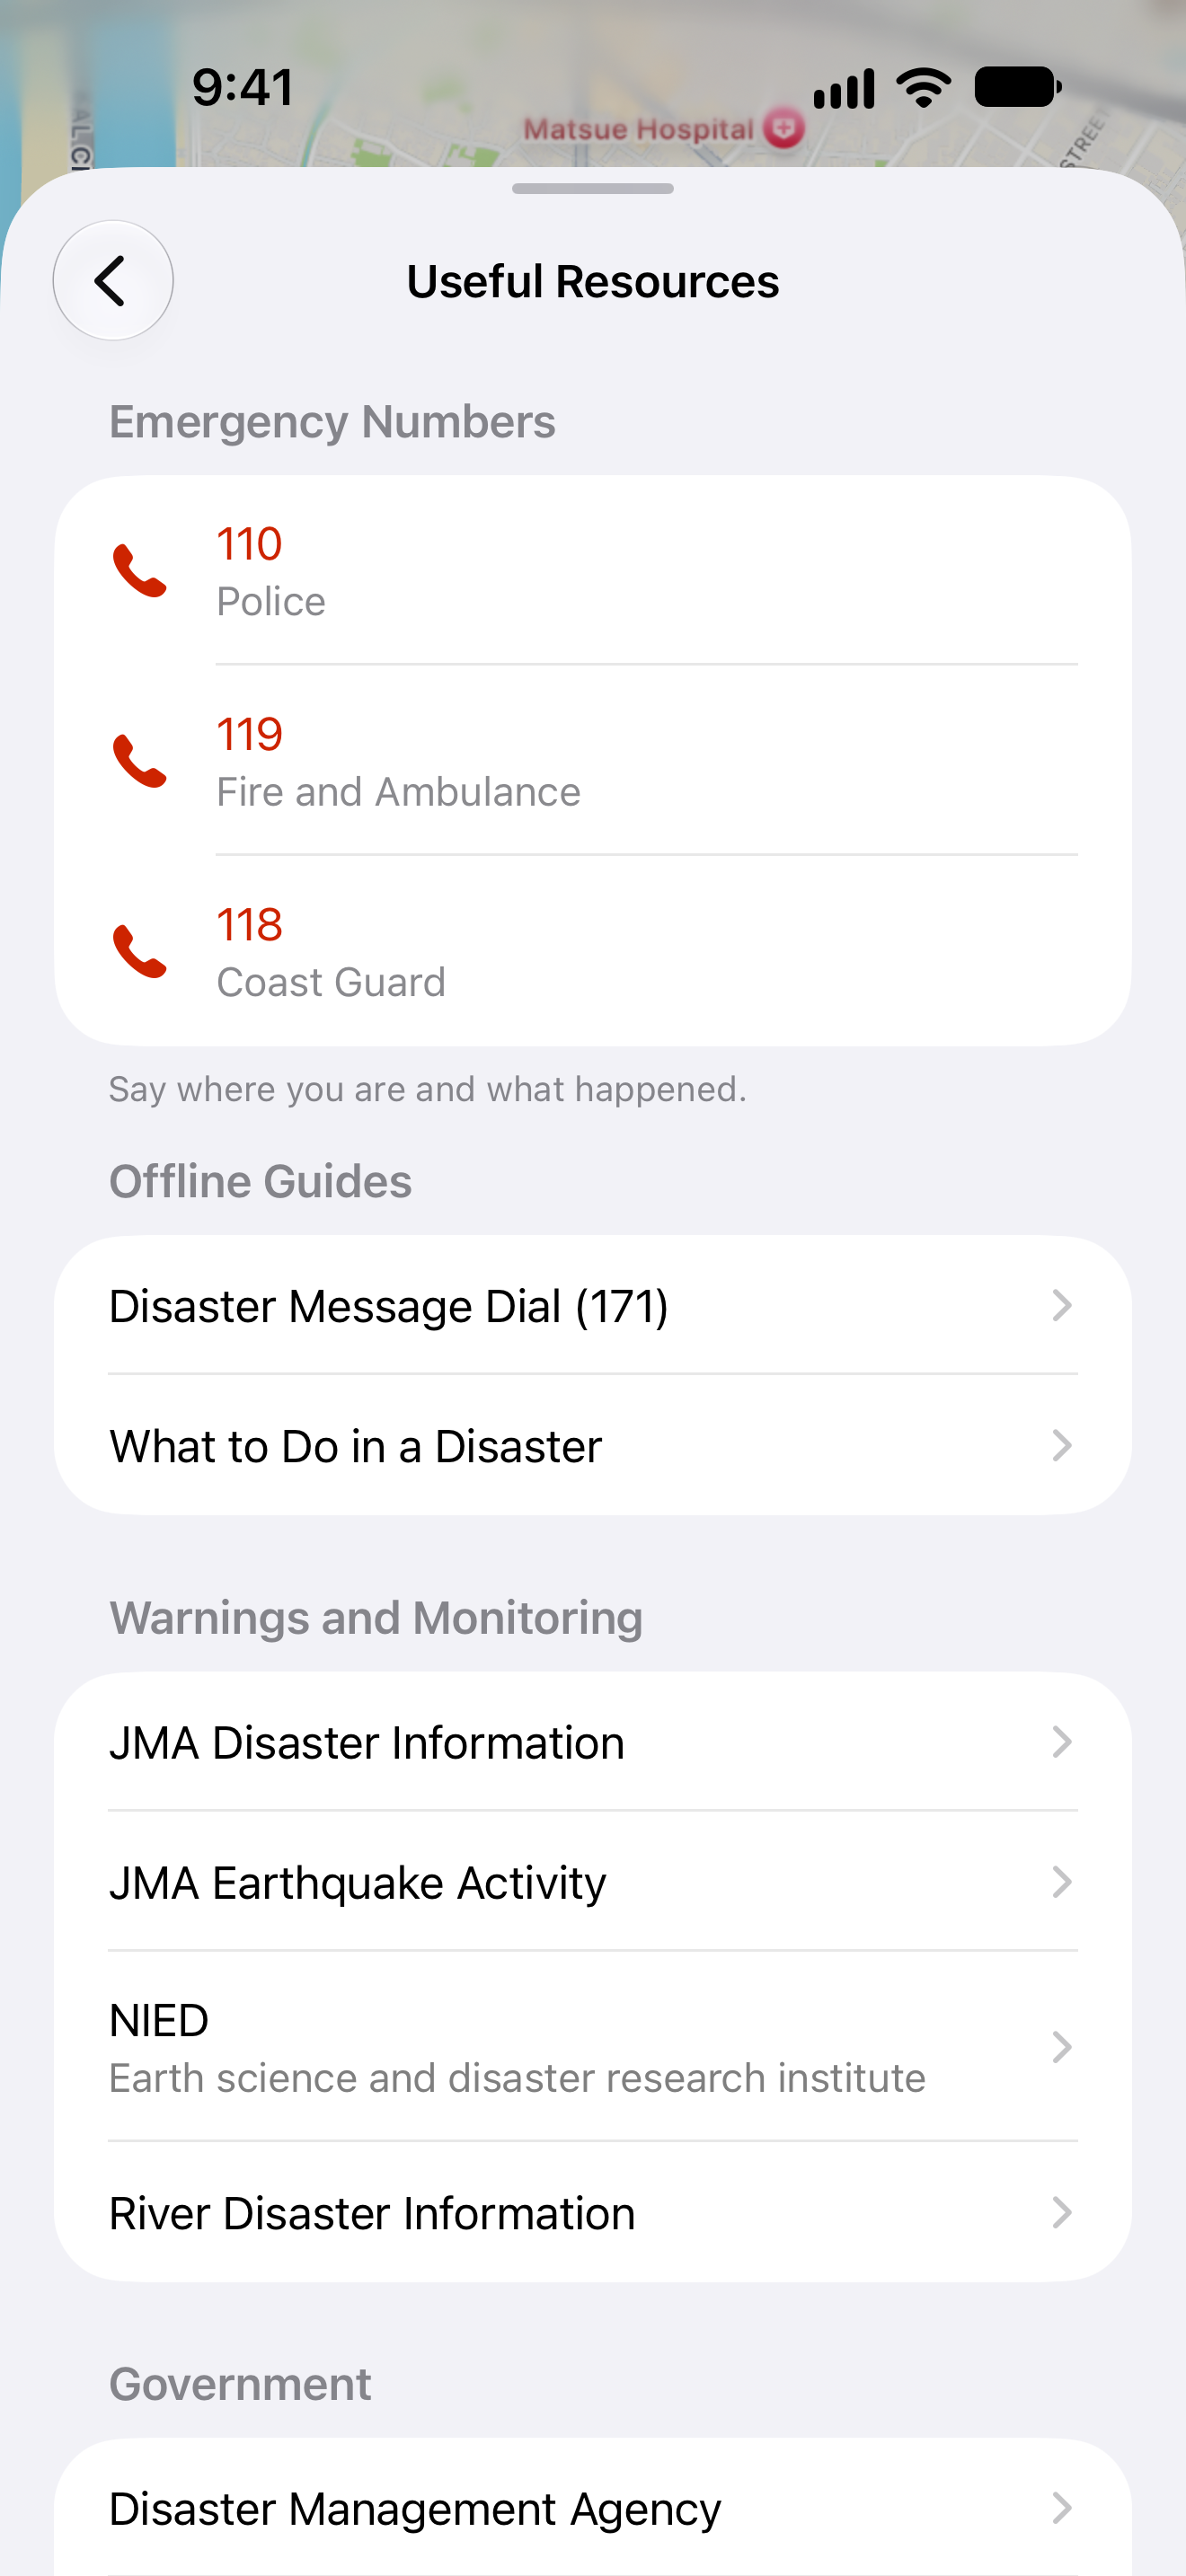 9:41
Matsue Hospital
STREET
Useful Resources
Emergency Numbers
110
Police
119
Fire and Ambulance
118
Coast Guard
Say where you are and what happened.
Offline Guides
Disaster Message Dial (171)
What to Do in a Disaster
Warnings and Monitoring
JMA Disaster Information
JMA Earthquake Activity
NIED
Earth science and disaster research institute
River Disaster Information
Government
Disaster Management Agency